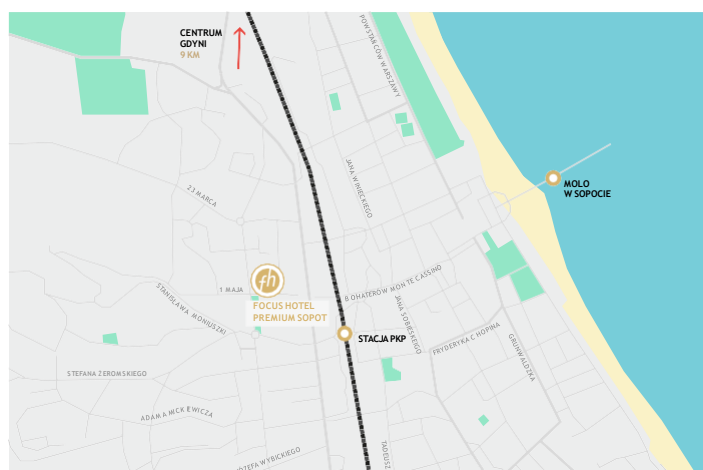 CENTRUM
GDYNI
9 KM
POWSTAŃCÓW WARSZAWY
JANA WINIECKIEGO
MOLO
W SOPOCIE
23 MARCA
fh
1 MAJA
FOCUS HOTEL
PREMIUM SOPOT
BOHATERÓW MONTE CASSINO
STANISŁAWA MONIUSZKI
JANA SOBIESKIEGO
STACJA PKP
FRYDERYKA CHOPINA
GRUNWALDZKA
STEFANA ŻEROMSKIEGO
ADAMA MICKIEWICZA
JÓZEFA WYBICKIEGO
TADEUSZ